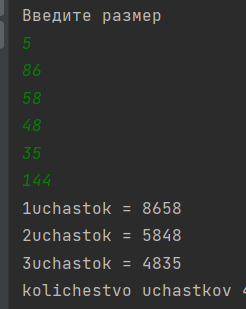 Введите размер
5
86
58
48
35
144
1uchastok = 8658
2uchastok = 5848
3uchastok = 4835
kolichestvo uchastkov